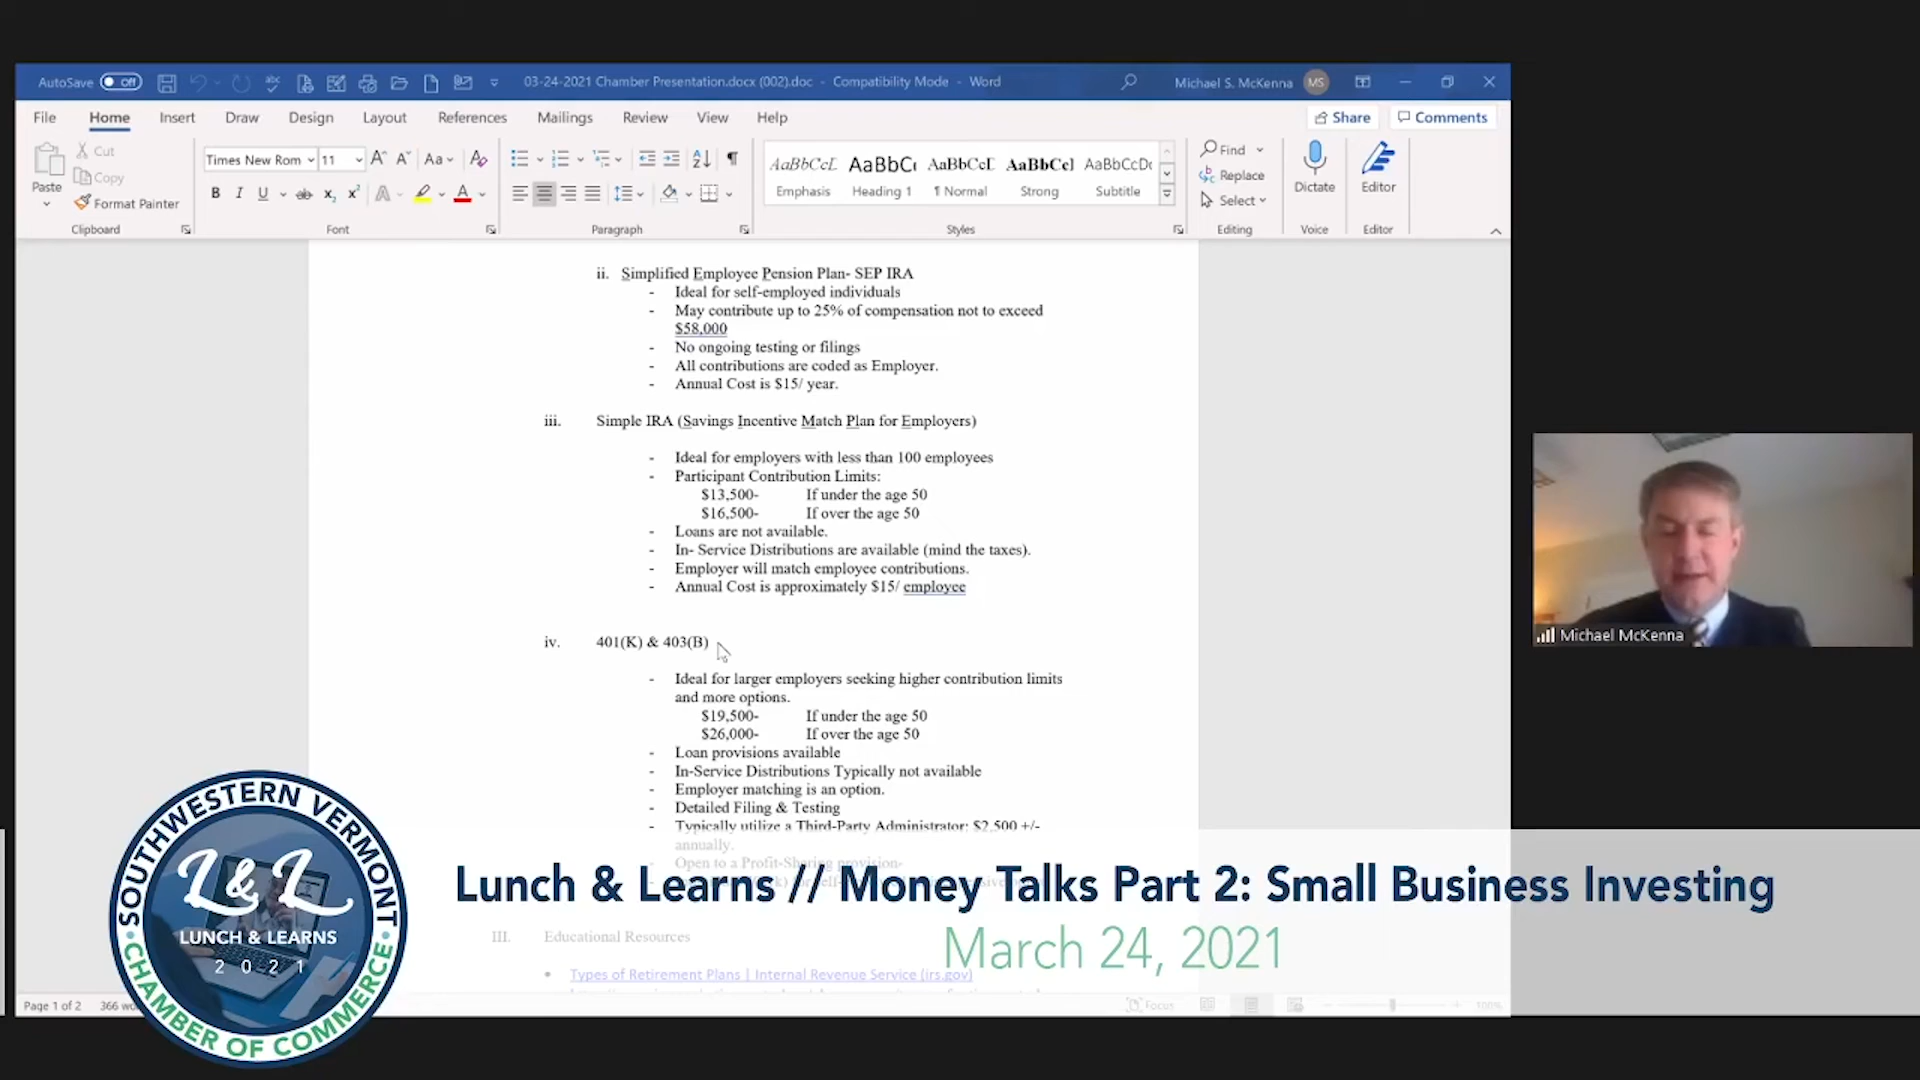 AutoSave Off 03-24-2021 Chamber Presentation.docx (002).doc - Compatibility Mode - Word Michael S. McKenna MS
File Home Insert Draw Design Layout References Mailings Review View Help Share Comments
Paste Cut Copy Format Painter
Times New Rom 11
AaBbCcL AaBbC AaBbCcI AaBbCcl AaBbCcDc
Emphasis Heading 1 ¶ Normal Strong Subtitle
Find Replace Select
Dictate Editor
Clipboard Font Paragraph Styles Editing Voice Editor
ii. Simplified Employee Pension Plan- SEP IRA
- Ideal for self-employed individuals
- May contribute up to 25% of compensation not to exceed
$58,000
- No ongoing testing or filings
- All contributions are coded as Employer.
- Annual Cost is $15/ year.
iii. Simple IRA (Savings Incentive Match Plan for Employers)
- Ideal for employers with less than 100 employees
- Participant Contribution Limits:
$13,500- If under the age 50
$16,500- If over the age 50
- Loans are not available.
- In- Service Distributions are available (mind the taxes).
- Employer will match employee contributions.
- Annual Cost is approximately $15/ employee
iv. 401(K) & 403(B)
- Ideal for larger employers seeking higher contribution limits
and more options.
$19,500- If under the age 50
$26,000- If over the age 50
- Loan provisions available
- In-Service Distributions Typically not available
- Employer matching is an option.
- Detailed Filing & Testing
- Typically utilize a Third-Party Administrator: $2,500 +/-
annually.
- Open to a Profit-Sharing provision-
III. Educational Resources
• Types of Retirement Plans | Internal Revenue Service (irs.gov)
Page 1 of 2 366 Focus 100%
Michael McKenna
SOUTHWESTERN VERMONT
L&L
LUNCH & LEARNS
2021
CHAMBER OF COMMERCE
Lunch & Learns // Money Talks Part 2: Small Business Investing
March 24, 2021